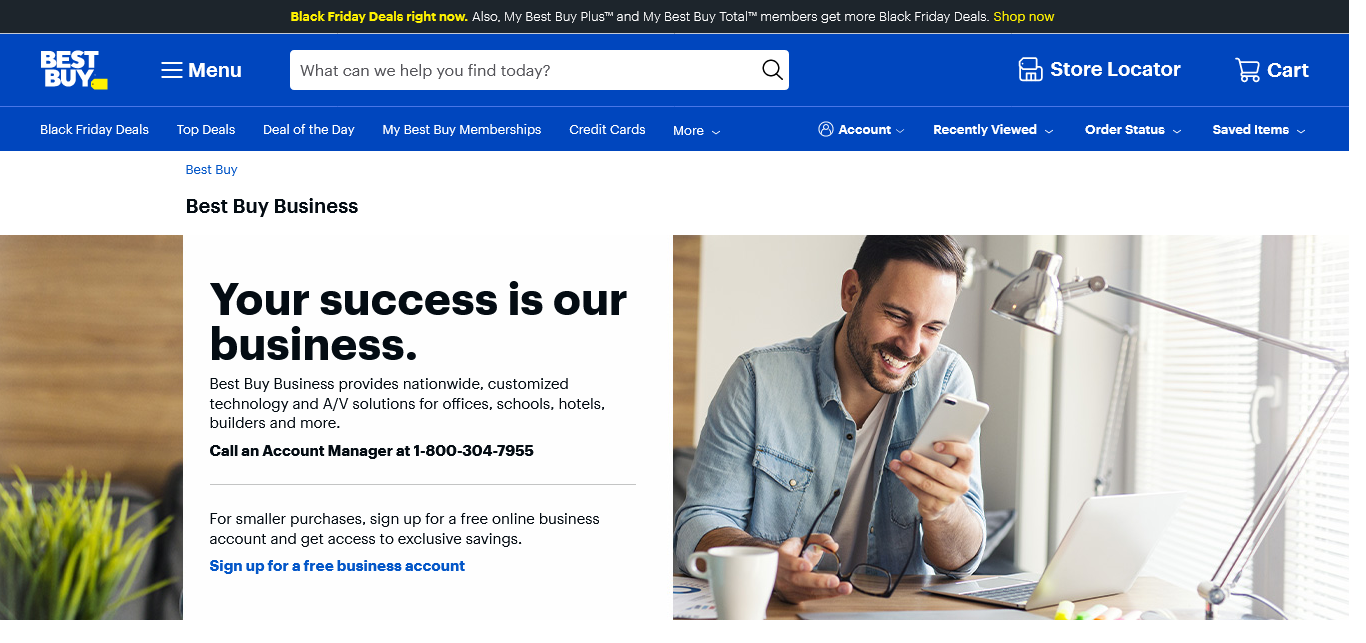 Black Friday Deals right now. Also, My Best Buy Plus™ and My Best Buy Total™ members get more Black Friday Deals. Shop now
BEST
BUY
Menu
What can we help you find today?
Store Locator
Cart
Black Friday Deals
Top Deals
Deal of the Day
My Best Buy Memberships
Credit Cards
More
Account
Recently Viewed
Order Status
Saved Items
Best Buy
Best Buy Business
Your success is our
business.
Best Buy Business provides nationwide, customized
technology and A/V solutions for offices, schools, hotels,
builders and more.
Call an Account Manager at 1-800-304-7955
For smaller purchases, sign up for a free online business
account and get access to exclusive savings.
Sign up for a free business account